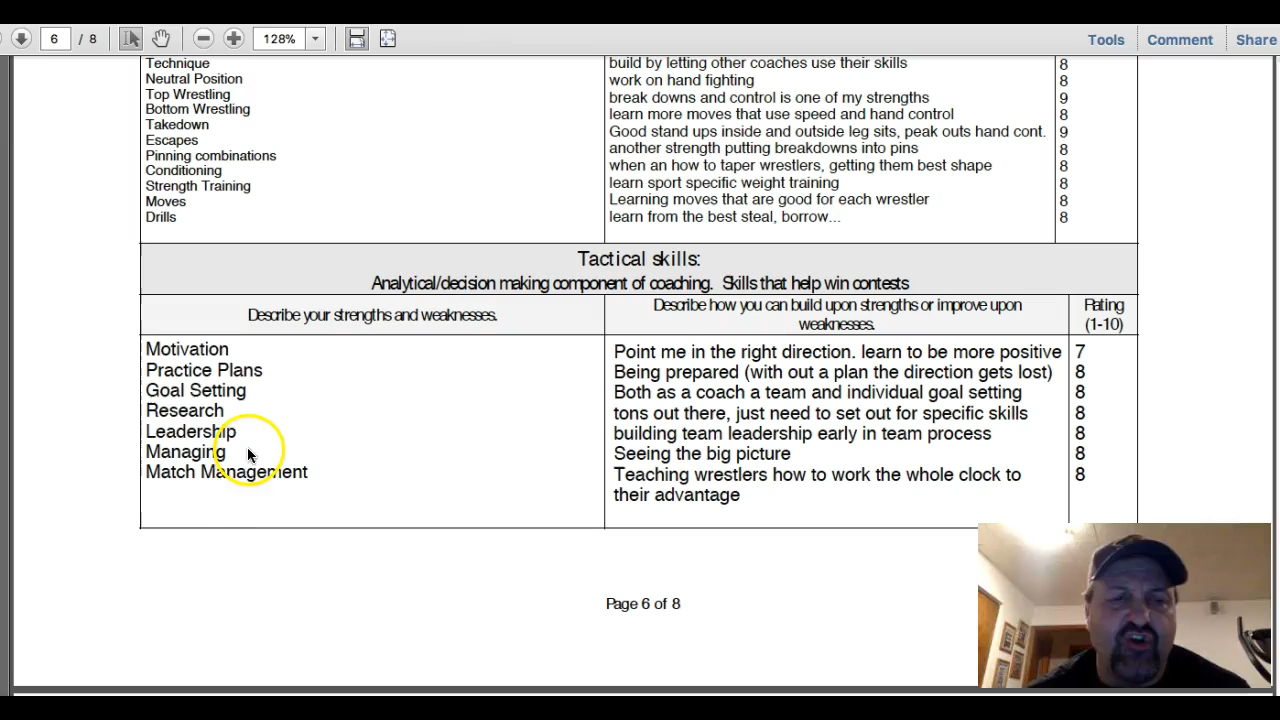 6 / 8 128% Tools Comment Share
Technique build by letting other coaches use their skills 8
Neutral Position work on hand fighting 8
Top Wrestling break downs and control is one of my strengths 9
Bottom Wrestling learn more moves that use speed and hand control 8
Takedown Good stand ups inside and outside leg sits, peak outs hand cont. 9
Escapes another strength putting breakdowns into pins 8
Pinning combinations when an how to taper wrestlers, getting them best shape 8
Conditioning learn sport specific weight training 8
Strength Training Learning moves that are good for each wrestler 8
Moves learn from the best steal, borrow... 8
Drills
Tactical skills:
Analytical/decision making component of coaching. Skills that help win contests
Describe your strengths and weaknesses. Describe how you can build upon strengths or improve upon weaknesses. Rating (1-10)
Motivation Point me in the right direction. learn to be more positive 7
Practice Plans Being prepared (with out a plan the direction gets lost) 8
Goal Setting Both as a coach a team and individual goal setting 8
Research tons out there, just need to set out for specific skills 8
Leadership building team leadership early in team process 8
Managing Seeing the big picture 8
Match Management Teaching wrestlers how to work the whole clock to 8
their advantage
Page 6 of 8